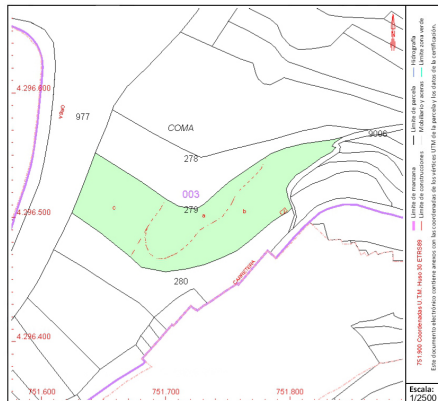 4.296.600
977
COMA
278
9006
003
279
4.296.500
c
a
b
280
CARRETERA
4.296.400
751.600
751.700
751.800
751.900 Coordenadas U.T.M. Huso 30 ETRS89
Límite de manzana
Límite de parcela
Hidrografía
Límite de construcciones
Mobiliario y aceras
Límite zona verde
Este documento electrónico contiene anexos con las coordenadas de los vértices UTM de la parcela y los datos de la certificación.
Escala:
1/2500